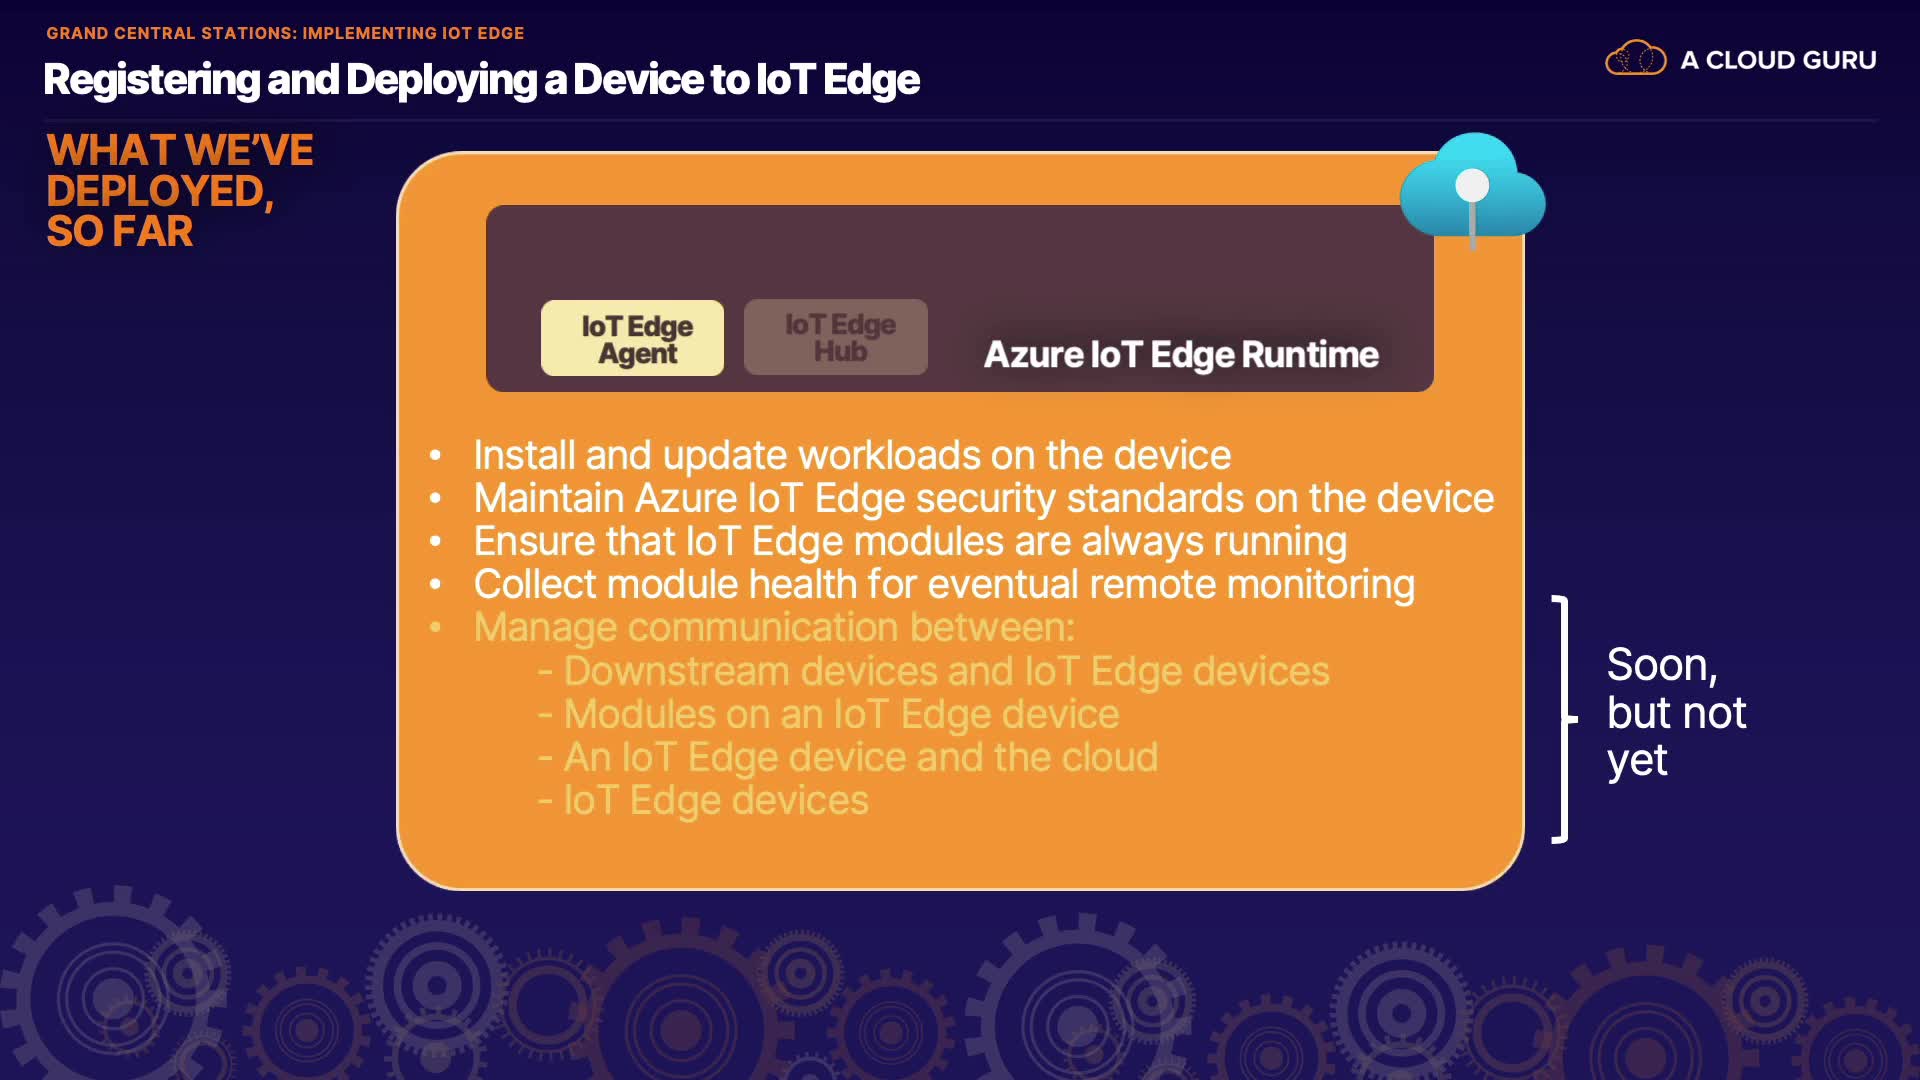 GRAND CENTRAL STATIONS: IMPLEMENTING IOT EDGE
Registering and Deploying a Device to IoT Edge
A CLOUD GURU
WHAT WE'VE
DEPLOYED,
SO FAR
IoT Edge
Agent
IoT Edge
Hub
Azure IoT Edge Runtime
• Install and update workloads on the device
• Maintain Azure IoT Edge security standards on the device
• Ensure that IoT Edge modules are always running
• Collect module health for eventual remote monitoring
• Manage communication between:
- Downstream devices and IoT Edge devices
- Modules on an IoT Edge device
- An IoT Edge device and the cloud
- IoT Edge devices
Soon,
but not
yet